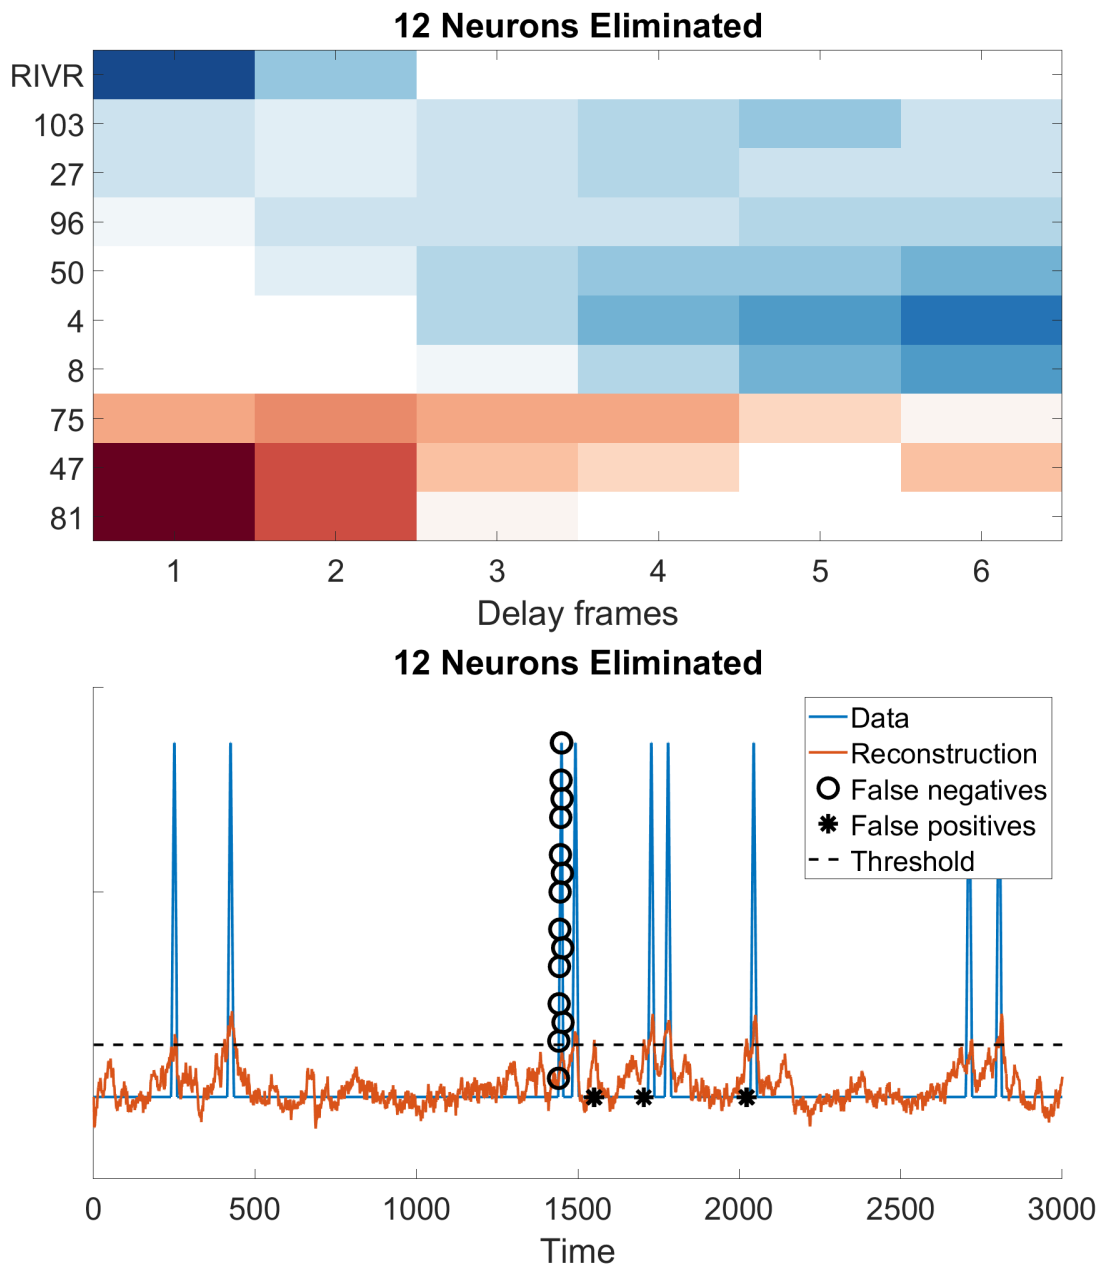 12 Neurons Eliminated
RIVR
103
27
96
50
4
8
75
47
81
1 2 3 4 5 6
Delay frames
12 Neurons Eliminated
Data
Reconstruction
False negatives
False positives
Threshold
0 500 1000 1500 2000 2500 3000
Time